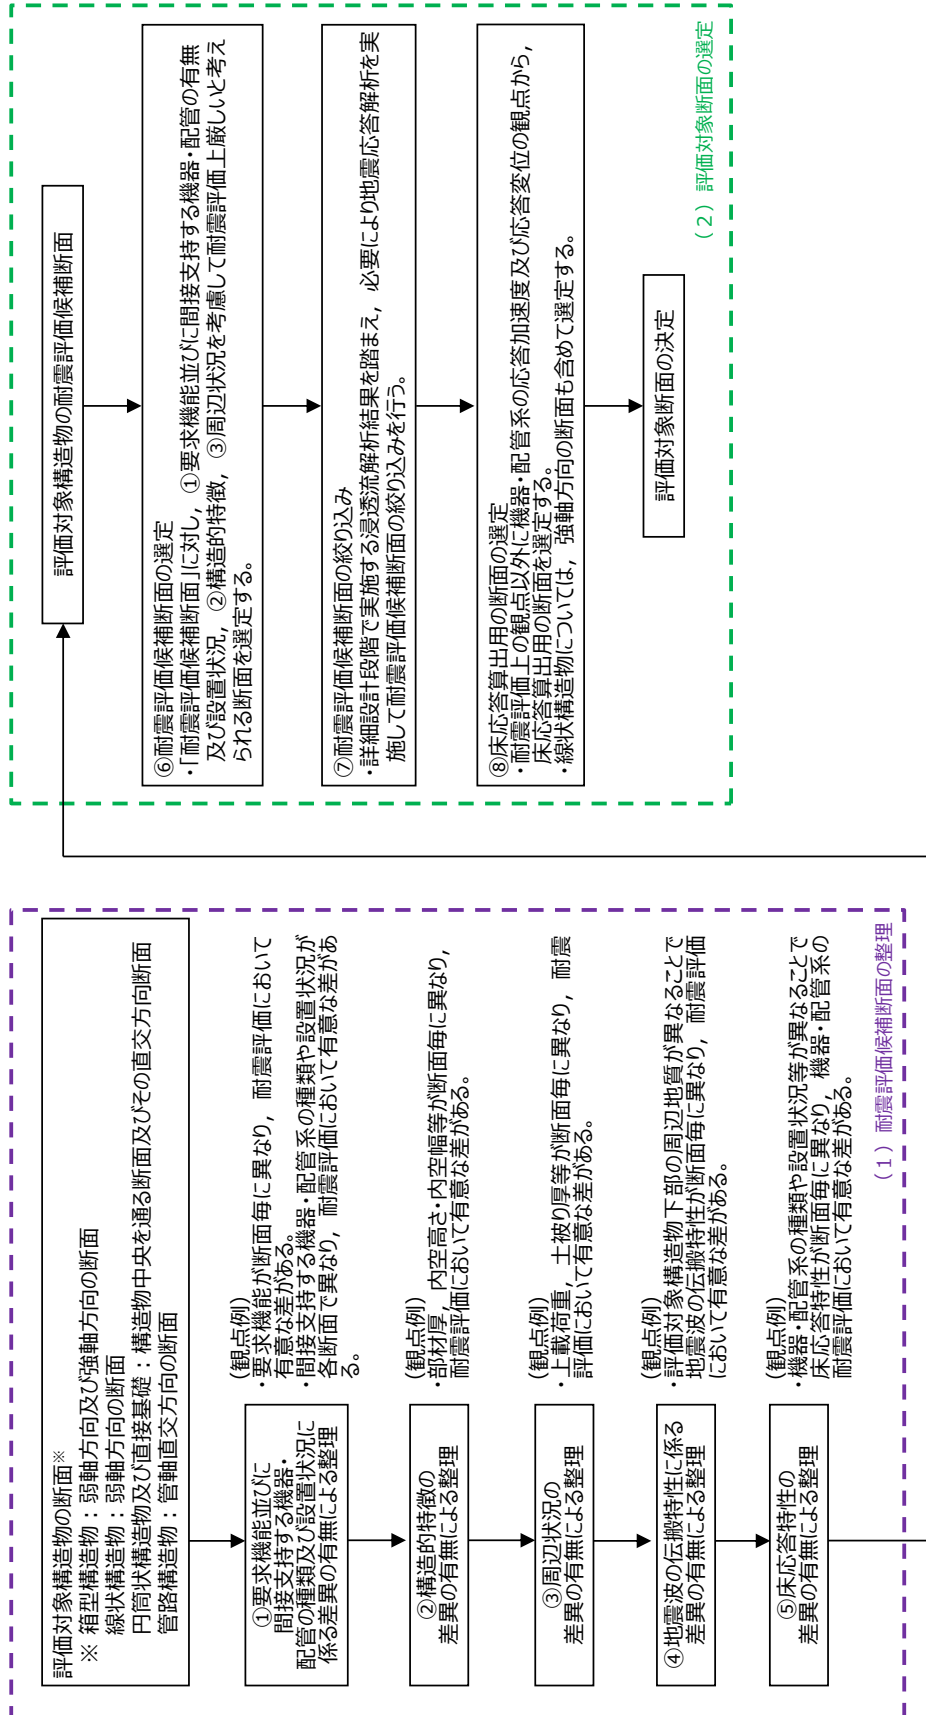 評価対象構造物の断面※
※ 箱型構造物：弱軸方向及び強軸方向の断面
線状構造物：弱軸方向の断面
円筒状構造物及び直接基礎：構造物中央を通る断面及びその直交方向断面
管路構造物：管軸直交方向の断面
①要求機能並びに
間接支持する機器・
配管の種類及び設置状況に
係る差異の有無による整理
(観点例)
・要求機能が断面毎に異なり，耐震評価において
有意な差がある。
・間接支持する機器・配管系の種類や設置状況が
各断面で異なり，耐震評価において有意な差があ
る。
②構造的特徴の
差異の有無による整理
(観点例)
・部材厚，内空高さ・内空幅等が断面毎に異なり，
耐震評価において有意な差がある。
③周辺状況の
差異の有無による整理
(観点例)
・上載荷重，土被り厚等が断面毎に異なり，耐震
評価において有意な差がある。
④地震波の伝搬特性に係る
差異の有無による整理
(観点例)
・評価対象構造物下部の周辺地質が異なることで
地震波の伝搬特性が断面毎に異なり，耐震評価
において有意な差がある。
⑤床応答特性の
差異の有無による整理
(観点例)
・機器・配管系の種類や設置状況等が異なることで
床応答特性が断面毎に異なり，機器・配管系の
耐震評価において有意な差がある。
（１）耐震評価候補断面の整理
評価対象構造物の耐震評価候補断面
⑥耐震評価候補断面の選定
・「耐震評価候補断面」に対し，①要求機能並びに間接支持する機器・配管の有無
及び設置状況，②構造的特徴，③周辺状況を考慮して耐震評価上厳しいと考え
られる断面を選定する。
⑦耐震評価候補断面の絞り込み
・詳細設計段階で実施する浸透流解析結果を踏まえ，必要により地震応答解析を実
施して耐震評価候補断面の絞り込みを行う。
⑧床応答算出用の断面の選定
・耐震評価上の観点以外に機器・配管系の応答加速度及び応答変位の観点から，
床応答算出用の断面を選定する。
・線状構造物については，強軸方向の断面も含めて選定する。
評価対象断面の決定
（２）評価対象断面の選定